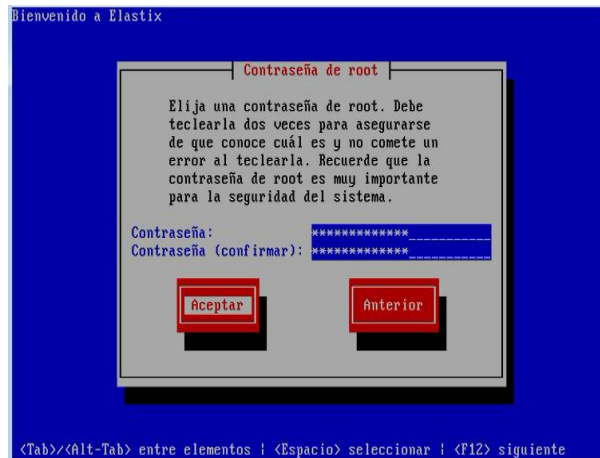 Bienvenido a Elastix
Contraseña de root
Elija una contraseña de root. Debe
teclearla dos veces para asegurarse
de que conoce cuál es y no comete un
error al teclearla. Recuerde que la
contraseña de root es muy importante
para la seguridad del sistema.
Contraseña: *************___________
Contraseña (confirmar): *************___________
Aceptar Anterior
<Tab>/<Alt-Tab> entre elementos ¦ <Espacio> seleccionar ¦ <F12> siguiente